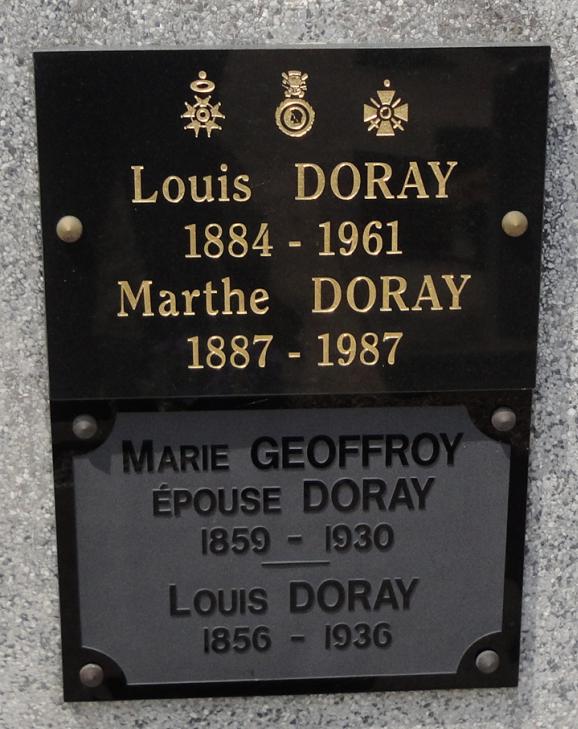 Louis DORAY
1884 - 1961
Marthe DORAY
1887 - 1987
MARIE GEOFFROY
ÉPOUSE DORAY
1859 - 1930
LOUIS DORAY
1856 - 1936